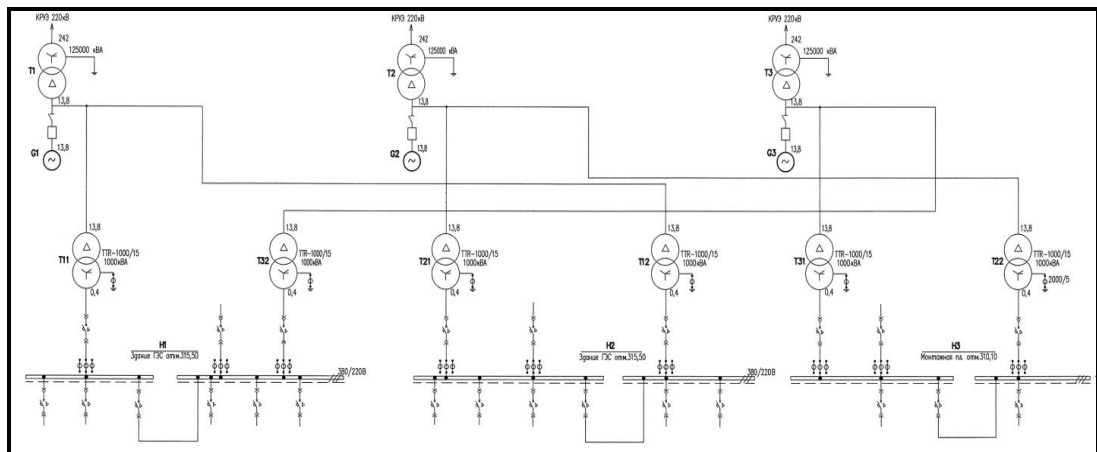 КРУЭ 220кВ
КРУЭ 220кВ
КРУЭ 220кВ
242
242
242
125000 кВА
125000 кВА
125000 кВА
T1
T2
T3
13,8
13,8
13,8
13,8
13,8
13,8
G1
G2
G3
13,8
13,8
13,8
13,8
13,8
13,8
TTR-1000/15
TTR-1000/15
TTR-1000/15
TTR-1000/15
TTR-1000/15
TTR-1000/15
T11
1000кВА
T32
1000кВА
T21
1000кВА
T12
1000кВА
T31
1000кВА
T22
1000кВА
2000/5
0,4
0,4
0,4
0,4
0,4
0,4
H1
Здание ГЭС отм.315,50
H2
Здание ГЭС отм.315,50
H3
Монтажная пл. отм.310,10
380/220В
380/220В